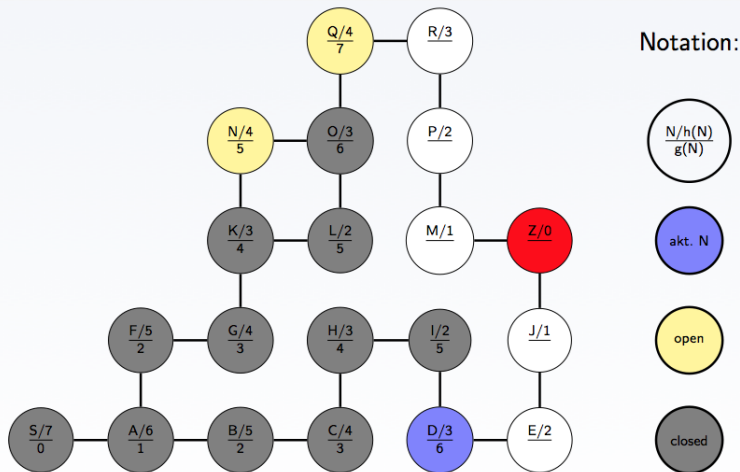 Q/4
7
R/3
Notation:
N/4
5
O/3
6
P/2
N/h(N)
g(N)
K/3
4
L/2
5
M/1
Z/0
akt. N
F/5
2
G/4
3
H/3
4
I/2
5
J/1
open
S/7
0
A/6
1
B/5
2
C/4
3
D/3
6
E/2
closed